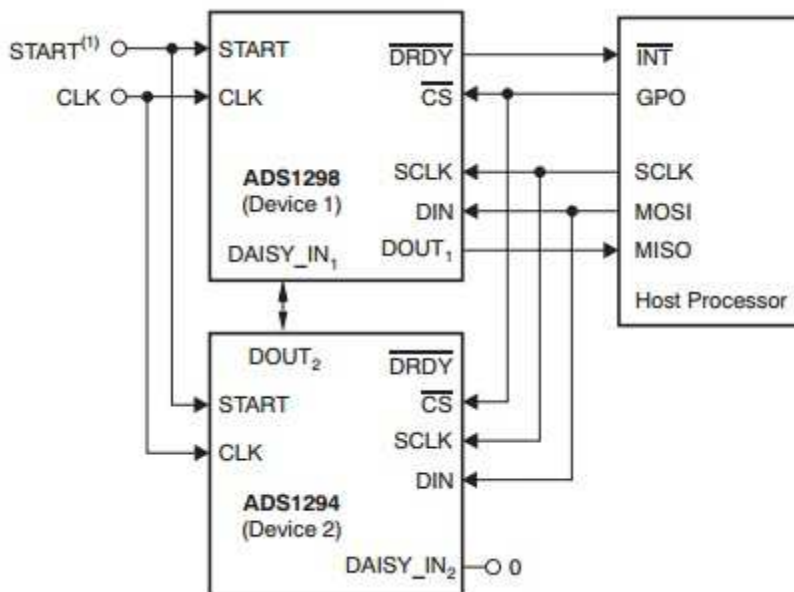 START(1)
CLK
START
CLK
ADS1298
(Device 1)
DAISY_IN1
DRDY
CS
SCLK
DIN
DOUT1
INT
GPO
SCLK
MOSI
MISO
Host Processor
DOUT2
START
CLK
ADS1294
(Device 2)
DRDY
CS
SCLK
DIN
DAISY_IN2
0